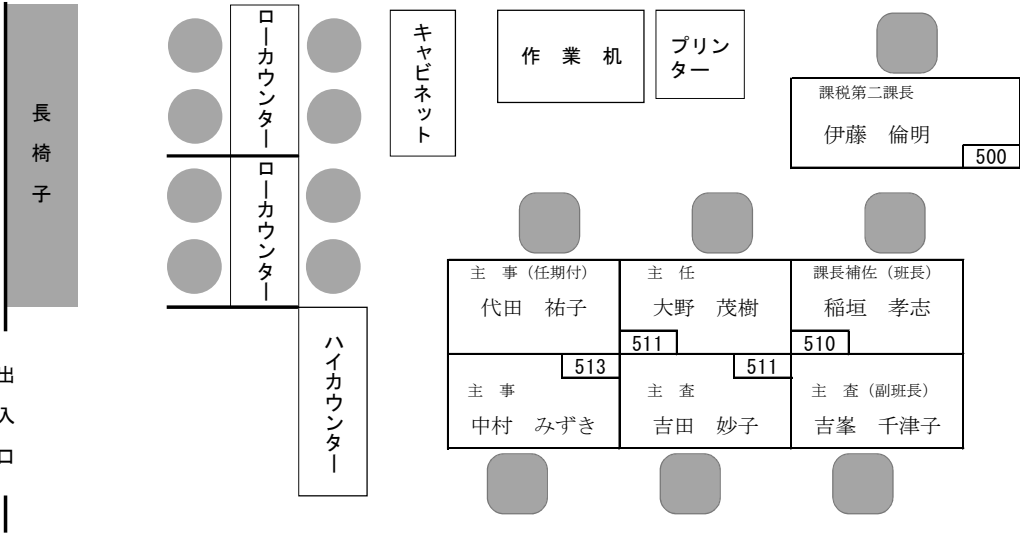 長椅子
出入口
ローカウンター
ローカウンター
ハイカウンター
キャビネット
作 業 机
プリン
ター
課税第二課長
伊藤 倫明
500
主 事（任期付）
代田 祐子
主 任
大野 茂樹
511
課長補佐（班長）
稲垣 孝志
510
513
主 事
中村 みずき
511
主 査
吉田 妙子
主 査（副班長）
吉峯 千津子